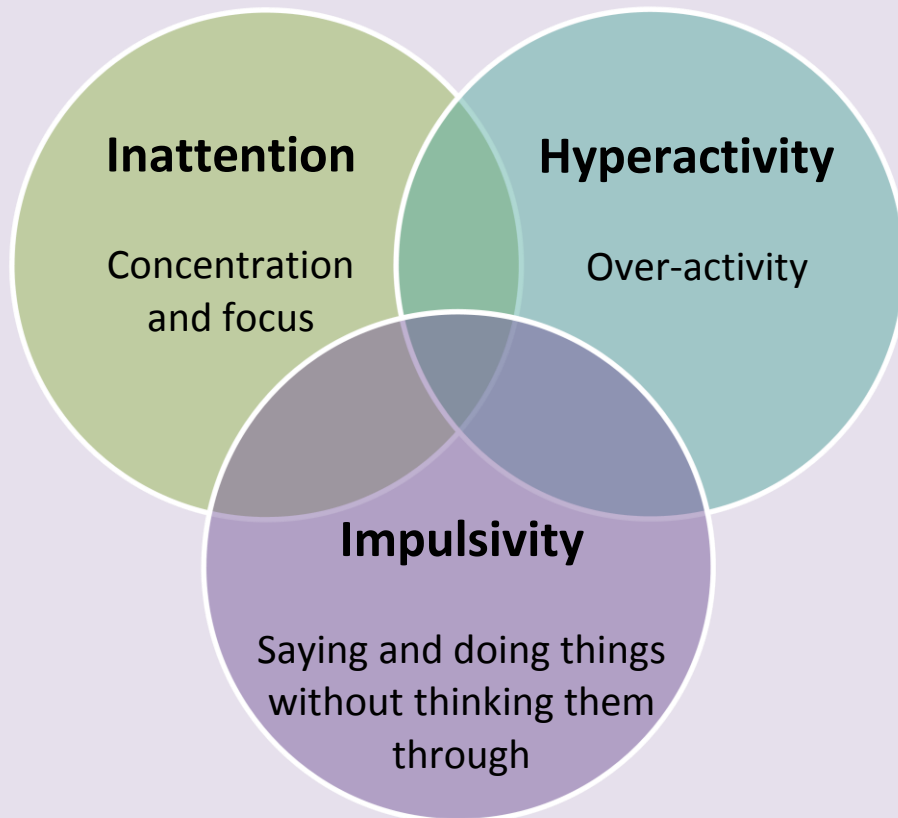 Inattention
Concentration
and focus
Hyperactivity
Over-activity
Impulsivity
Saying and doing things
without thinking them
through